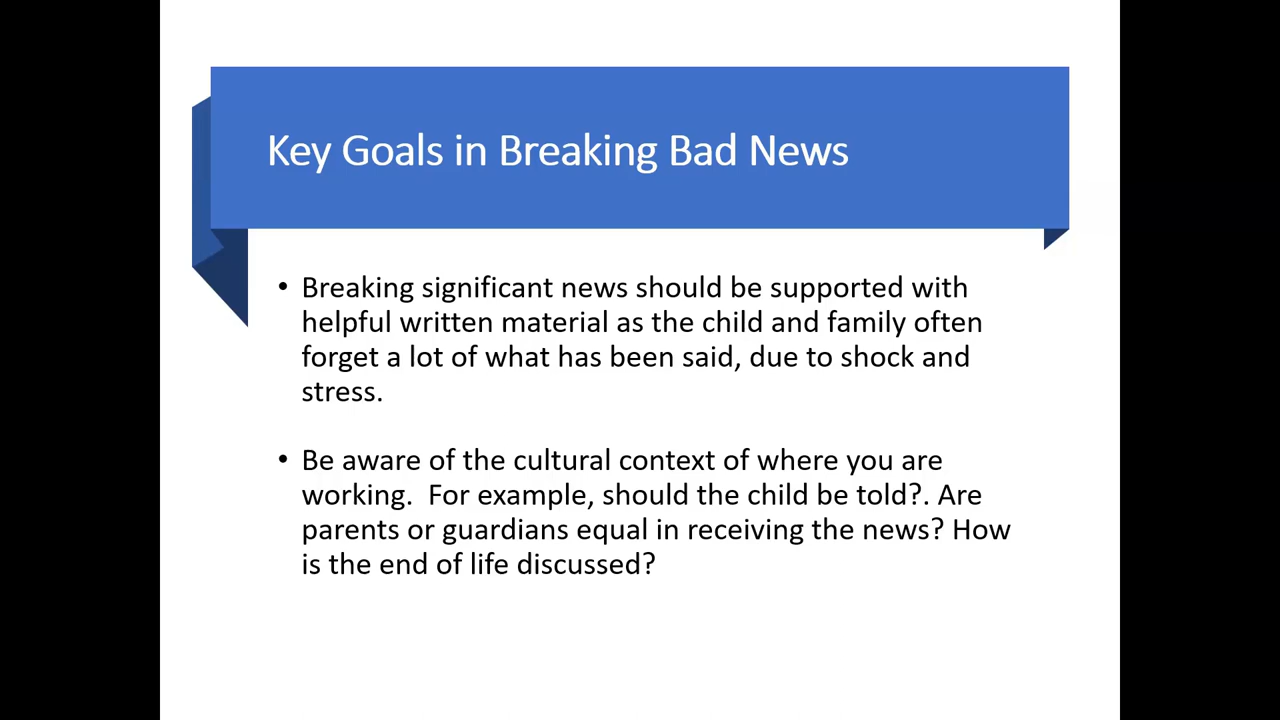 Key Goals in Breaking Bad News
• Breaking significant news should be supported with
helpful written material as the child and family often
forget a lot of what has been said, due to shock and
stress.
• Be aware of the cultural context of where you are
working.  For example, should the child be told?. Are
parents or guardians equal in receiving the news? How
is the end of life discussed?